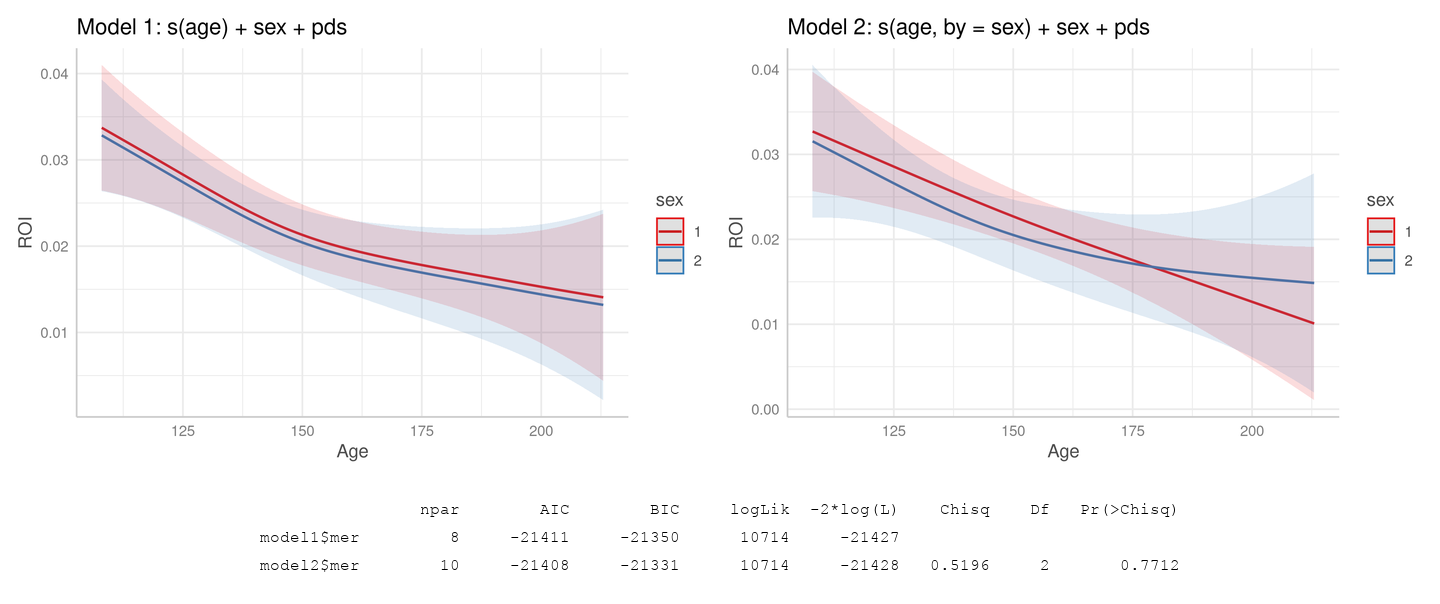 Model 1: s(age) + sex + pds
0.04
0.03
0.02
0.01
ROI
125 150 175 200
Age
sex
1
2
Model 2: s(age, by = sex) + sex + pds
0.04
0.03
0.02
0.01
0.00
ROI
125 150 175 200
Age
sex
1
2
npar AIC BIC logLik -2*log(L) Chisq Df Pr(>Chisq)
model1$mer 8 -21411 -21350 10714 -21427
model2$mer 10 -21408 -21331 10714 -21428 0.5196 2 0.7712